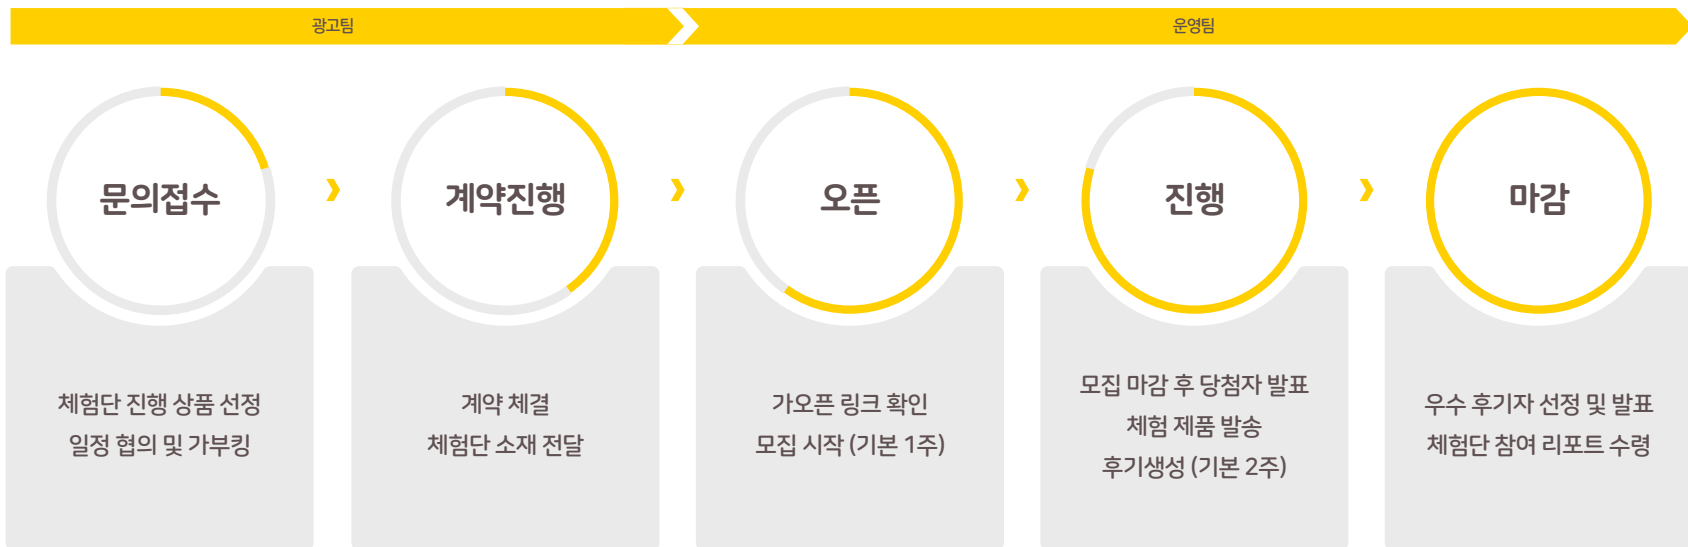 광고팀
운영팀
문의접수
계약진행
오픈
진행
마감
체험단 진행 상품 선정
일정 협의 및 가부킹
계약 체결
체험단 소재 전달
가오픈 링크 확인
모집 시작 (기본 1주)
모집 마감 후 당첨자 발표
체험 제품 발송
후기생성 (기본 2주)
우수 후기자 선정 및 발표
체험단 참여 리포트 수령